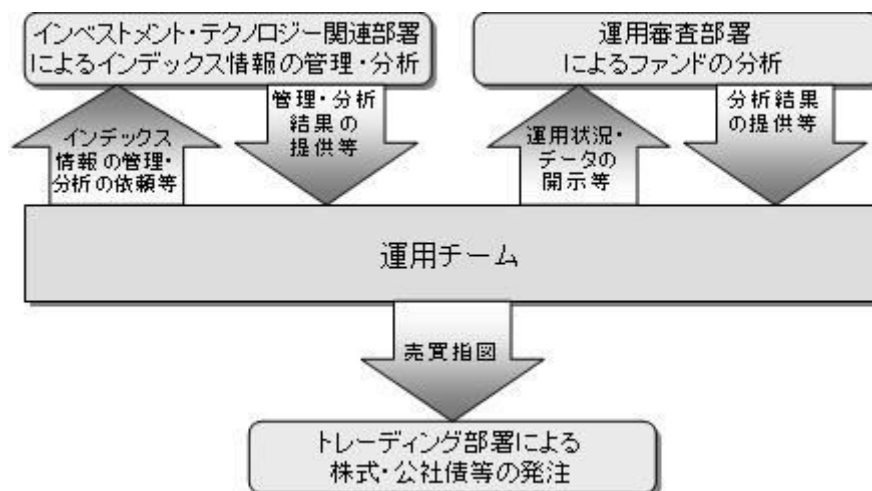 インベストメント・テクノロジー関連部署
によるインデックス情報の管理・分析
運用審査部署
によるファンドの分析
インデックス
情報の管理・
分析の依頼等
管理・分析
結果の
提供等
運用状況・
データの
開示等
分析結果
の提供等
運用チーム
売買指図
トレーディング部署による
株式・公社債等の発注